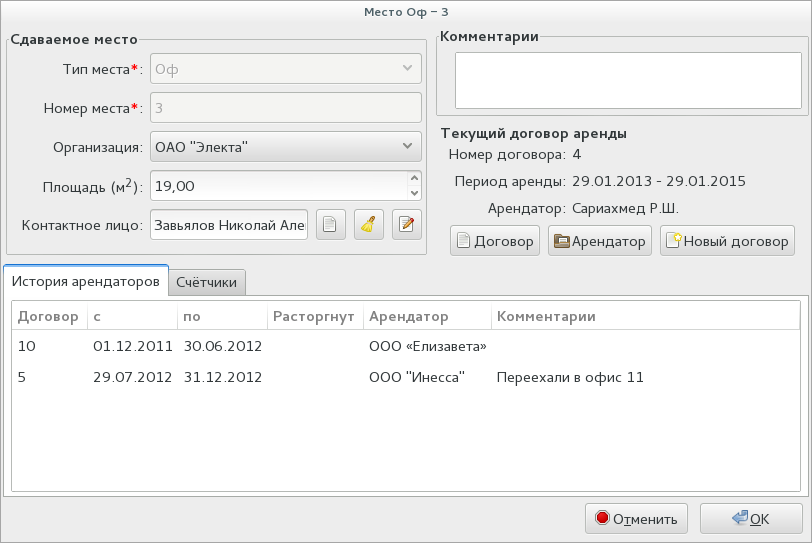 Место Оф – 3
Сдаваемое место
Тип места*: Оф
Номер места*: 3
Организация: ОАО "Электа"
Площадь (м²): 19,00
Контактное лицо: Завьялов Николай Але
Комментарии
Текущий договор аренды
Номер договора: 4
Период аренды: 29.01.2013 - 29.01.2015
Арендатор: Сариахмед Р.Ш.
Договор Арендатор Новый договор
История арендаторов Счётчики
Договор с по Расторгнут Арендатор Комментарии
10 01.12.2011 30.06.2012 ООО «Елизавета»
5 29.07.2012 31.12.2012 ООО "Инесса" Переехали в офис 11
Отменить OK